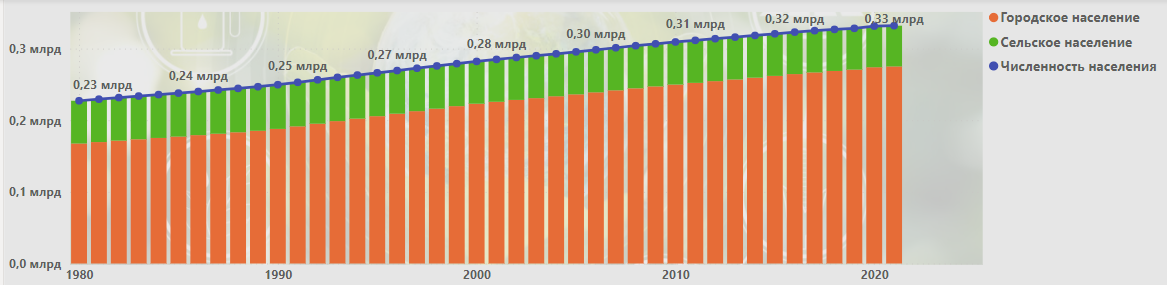 0,33 млрд
0,32 млрд
0,31 млрд
0,30 млрд
0,28 млрд
0,27 млрд
0,25 млрд
0,24 млрд
0,23 млрд
0,3 млрд
0,2 млрд
0,1 млрд
0,0 млрд
1980 1990 2000 2010 2020
Городское население
Сельское население
Численность населения